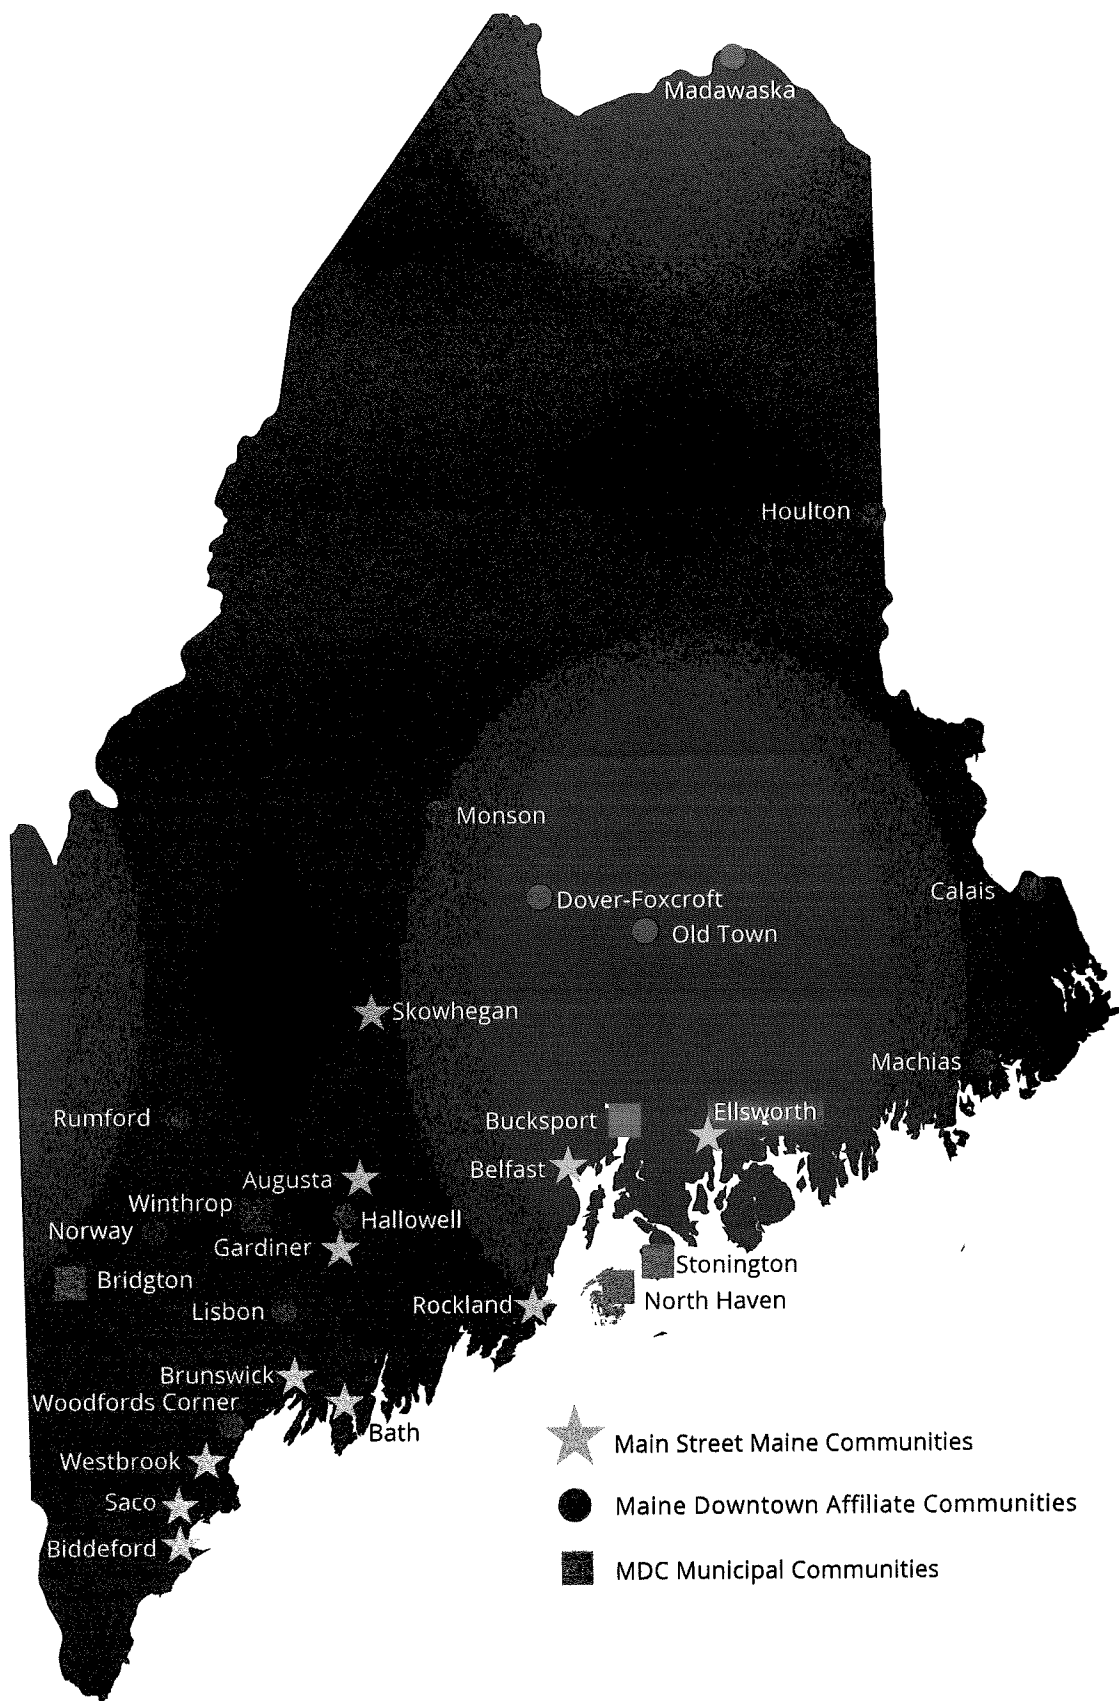 Madawaska
Houlton
Monson
Dover-Foxcroft
Calais
Old Town
Skowhegan
Machias
Rumford
Bucksport
Ellsworth
Belfast
Augusta
Winthrop
Hallowell
Norway
Gardiner
Stonington
Bridgton
North Haven
Rockland
Lisbon
Brunswick
Woodfords Corner
Bath
Westbrook
Saco
Biddeford
Main Street Maine Communities
Maine Downtown Affiliate Communities
MDC Municipal Communities